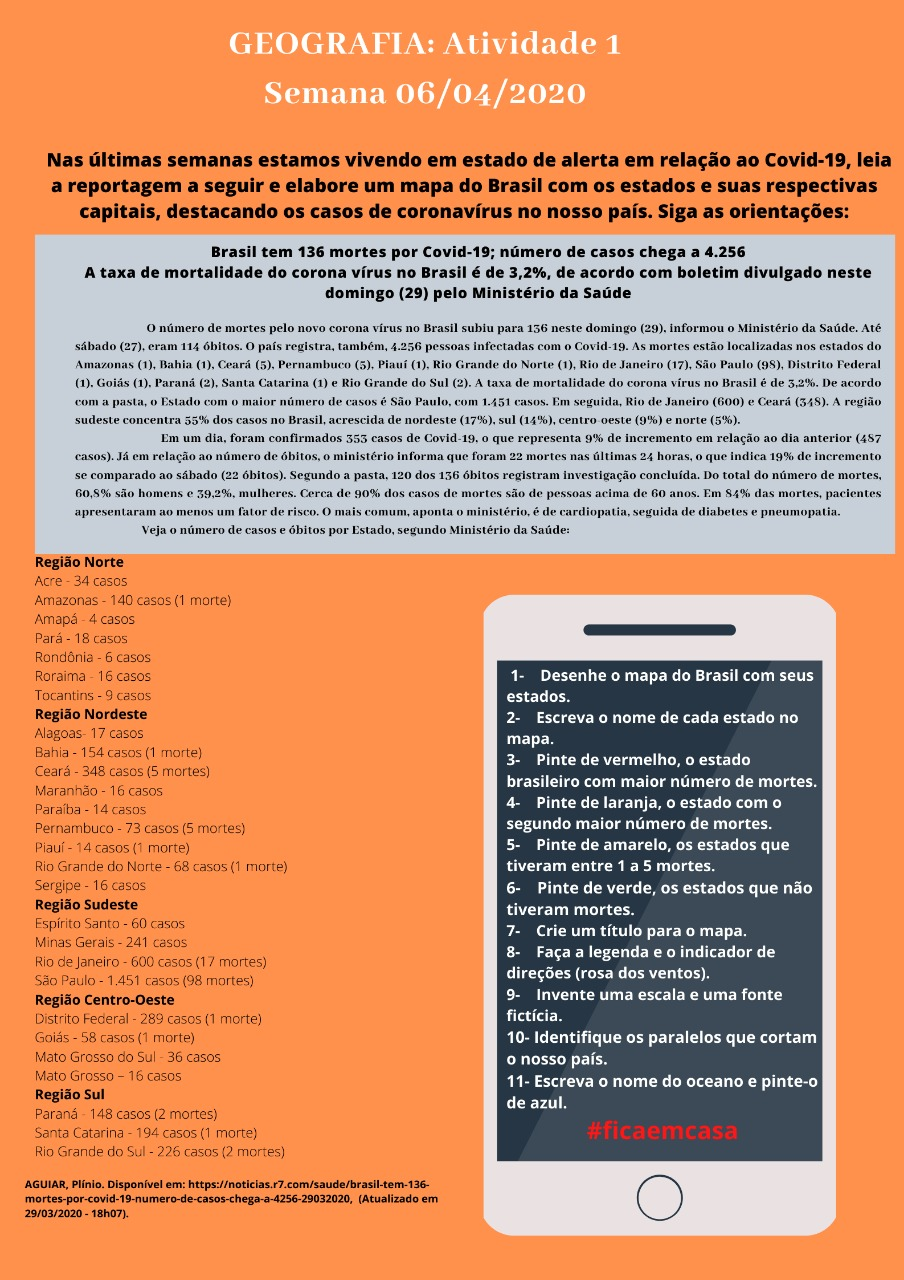 GEOGRAFIA: Atividade 1
Semana 06/04/2020
Nas últimas semanas estamos vivendo em estado de alerta em relação ao Covid-19, leia
a reportagem a seguir e elabore um mapa do Brasil com os estados e suas respectivas
capitais, destacando os casos de coronavírus no nosso país. Siga as orientações:
Brasil tem 136 mortes por Covid-19; número de casos chega a 4.256
A taxa de mortalidade do corona vírus no Brasil é de 3,2%, de acordo com boletim divulgado neste
domingo (29) pelo Ministério da Saúde
O número de mortes pelo novo corona vírus no Brasil subiu para 136 neste domingo (29), informou o Ministério da Saúde. Até
sábado (27), eram 114 óbitos. O país registra, também, 4.256 pessoas infectadas com o Covid-19. As mortes estão localizadas nos estados do
Amazonas (1), Bahia (1), Ceará (5), Pernambuco (5), Piauí (1), Rio Grande do Norte (1), Rio de Janeiro (17), São Paulo (98), Distrito Federal
(1), Goiás (1), Paraná (2), Santa Catarina (1) e Rio Grande do Sul (2). A taxa de mortalidade do corona vírus no Brasil é de 3,2%. De acordo
com a pasta, o Estado com o maior número de casos é São Paulo, com 1.451 casos. Em seguida, Rio de Janeiro (600) e Ceará (348). A região
sudeste concentra 55% dos casos no Brasil, acrescida de nordeste (17%), sul (14%), centro-oeste (9%) e norte (5%).
Em um dia, foram confirmados 353 casos de Covid-19, o que representa 9% de incremento em relação ao dia anterior (487
casos). Já em relação ao número de óbitos, o ministério informa que foram 22 mortes nas últimas 24 horas, o que indica 19% de incremento
se comparado ao sábado (22 óbitos). Segundo a pasta, 120 dos 136 óbitos registram investigação concluída. Do total do número de mortes,
60,8% são homens e 39,2%, mulheres. Cerca de 90% dos casos de mortes são de pessoas acima de 60 anos. Em 84% das mortes, pacientes
apresentaram ao menos um fator de risco. O mais comum, aponta o ministério, é de cardiopatia, seguida de diabetes e pneumopatia.
Veja o número de casos e óbitos por Estado, segundo Ministério da Saúde:
Região Norte
Acre - 34 casos
Amazonas - 140 casos (1 morte)
Amapá - 4 casos
Pará - 18 casos
Rondônia - 6 casos
Roraima - 16 casos
Tocantins - 9 casos
Região Nordeste
Alagoas- 17 casos
Bahia - 154 casos (1 morte)
Ceará - 348 casos (5 mortes)
Maranhão - 16 casos
Paraíba - 14 casos
Pernambuco - 73 casos (5 mortes)
Piauí - 14 casos (1 morte)
Rio Grande do Norte - 68 casos (1 morte)
Sergipe - 16 casos
Região Sudeste
Espírito Santo - 60 casos
Minas Gerais - 241 casos
Rio de Janeiro - 600 casos (17 mortes)
São Paulo - 1.451 casos (98 mortes)
Região Centro-Oeste
Distrito Federal - 289 casos (1 morte)
Goiás - 58 casos (1 morte)
Mato Grosso do Sul - 36 casos
Mato Grosso – 16 casos
Região Sul
Paraná - 148 casos (2 mortes)
Santa Catarina - 194 casos (1 morte)
Rio Grande do Sul - 226 casos (2 mortes)
AGUIAR, Plínio. Disponível em: https://noticias.r7.com/saude/brasil-tem-136-
mortes-por-covid-19-numero-de-casos-chega-a-4256-29032020, (Atualizado em
29/03/2020 - 18h07).
1- Desenhe o mapa do Brasil com seus
estados.
2- Escreva o nome de cada estado no
mapa.
3- Pinte de vermelho, o estado
brasileiro com maior número de mortes.
4- Pinte de laranja, o estado com o
segundo maior número de mortes.
5- Pinte de amarelo, os estados que
tiveram entre 1 a 5 mortes.
6- Pinte de verde, os estados que não
tiveram mortes.
7- Crie um título para o mapa.
8- Faça a legenda e o indicador de
direções (rosa dos ventos).
9- Invente uma escala e uma fonte
fictícia.
10- Identifique os paralelos que cortam
o nosso país.
11- Escreva o nome do oceano e pinte-o
de azul.
#ficaemcasa